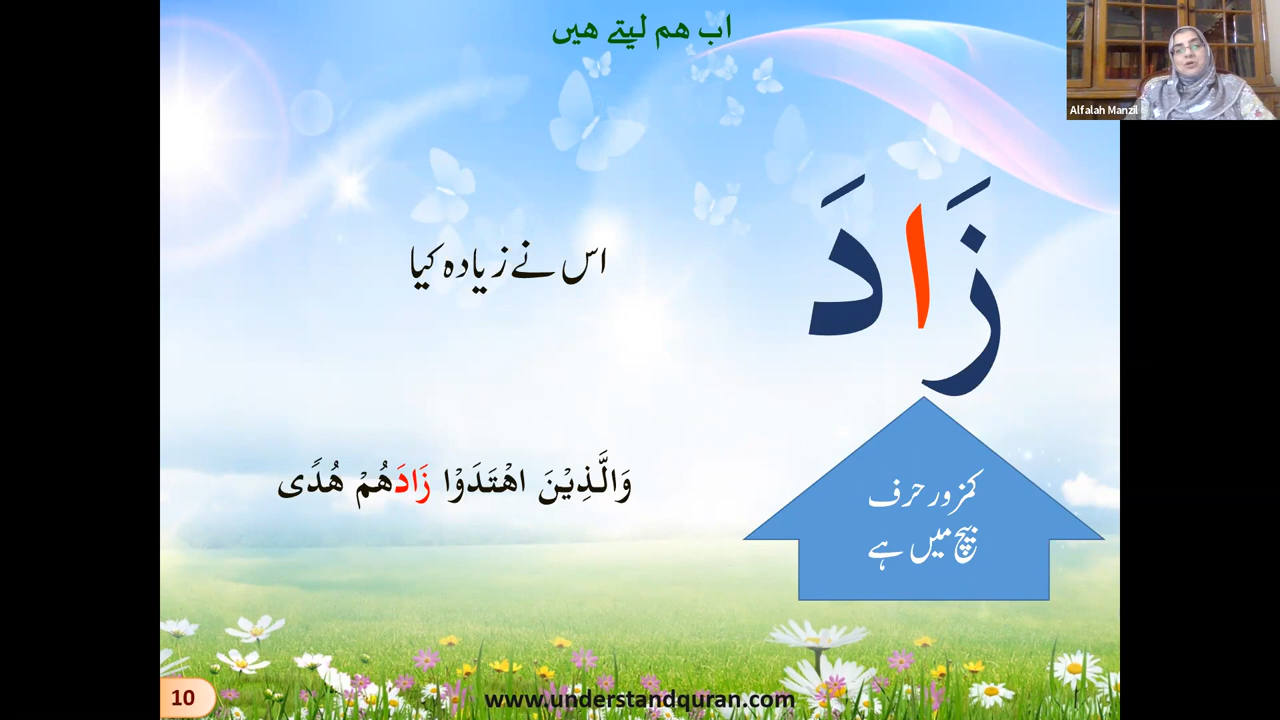 اب ہم لیتے ہیں
Alfalah Manzil
زَادَ
اس نے زیادہ کیا
وَالَّذِيْنَ اهْتَدَوْا زَادَهُمْ هُدًى
کمزور حرف
بیچ میں ہے
10
www.understandquran.com